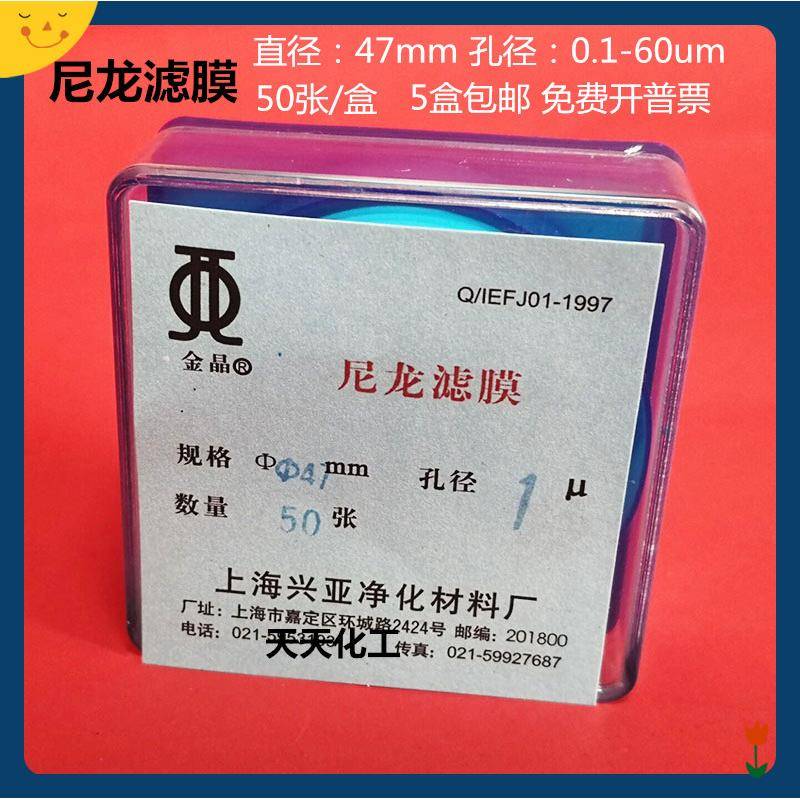 尼龙滤膜
直径：47mm 孔径：0.1-60um
50张/盒 5盒包邮 免费开普票
Q/IEFJ01-1997
金晶®
尼龙滤膜
规格 Φ Φ47 mm 孔径 1 μ
数量 50 张
上海兴亚净化材料厂
厂址：上海市嘉定区环城路2424号 邮编：201800
电话：021- 传真：021-59927687
天天化工